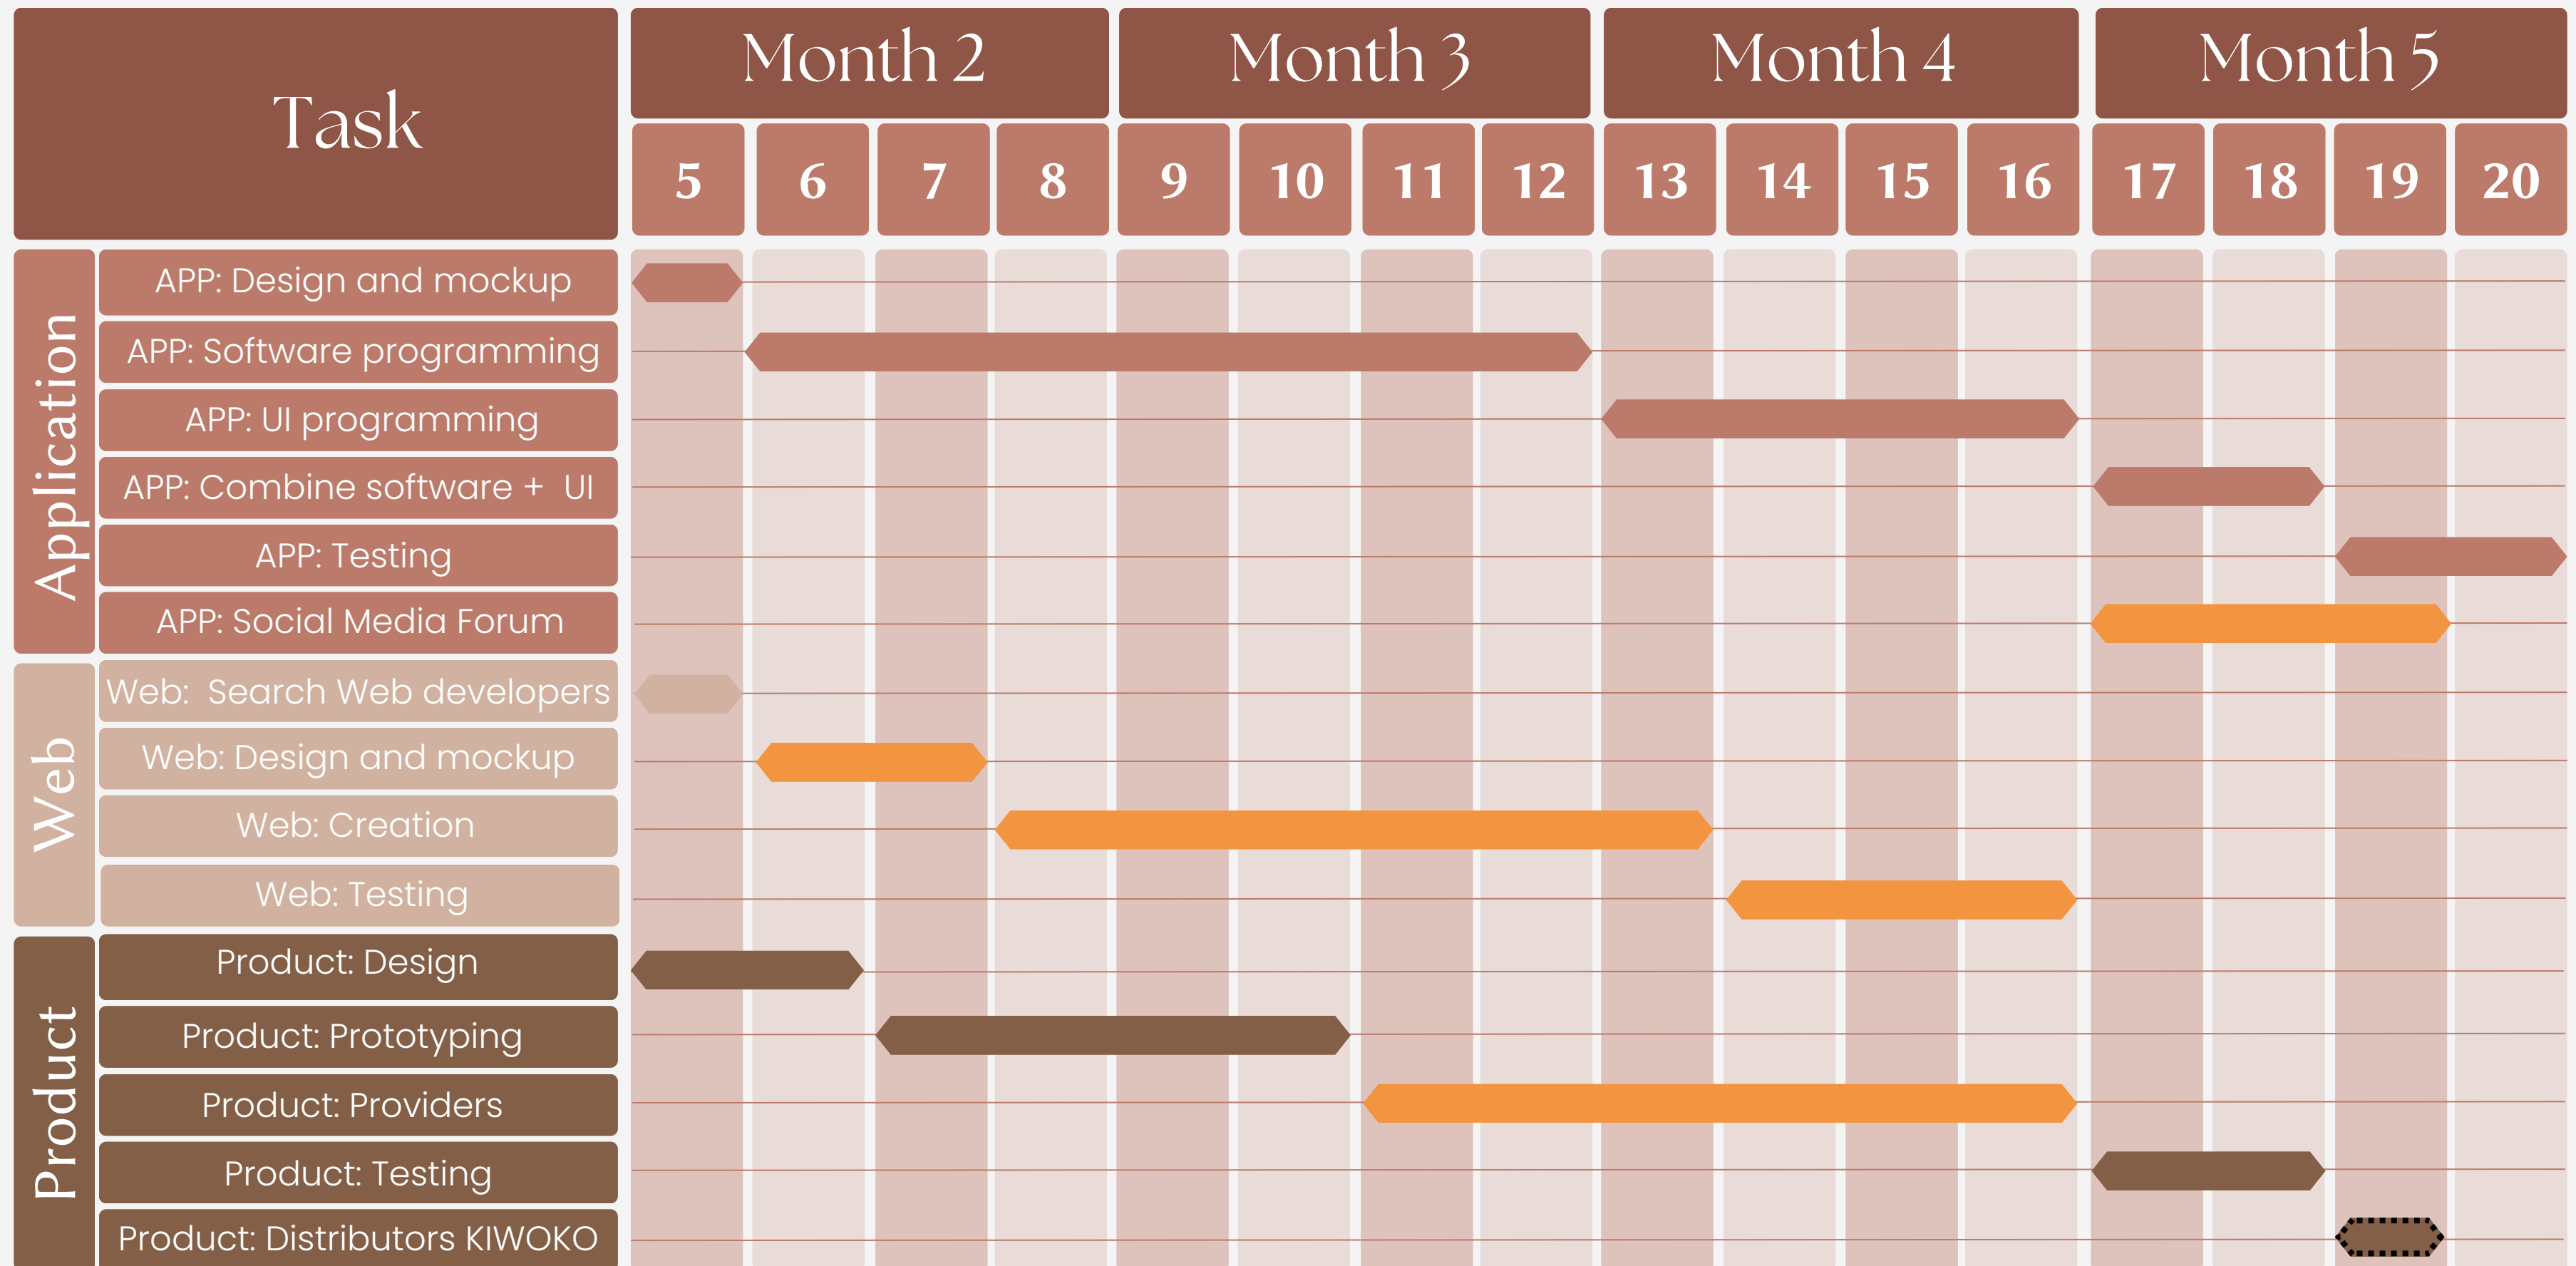 Task
Month 2
Month 3
Month 4
Month 5
5
6
7
8
9
10
11
12
13
14
15
16
17
18
19
20
Application
APP: Design and mockup
APP: Software programming
APP: UI programming
APP: Combine software + UI
APP: Testing
APP: Social Media Forum
Web
Web: Search Web developers
Web: Design and mockup
Web: Creation
Web: Testing
Product
Product: Design
Product: Prototyping
Product: Providers
Product: Testing
Product: Distributors KIWOKO